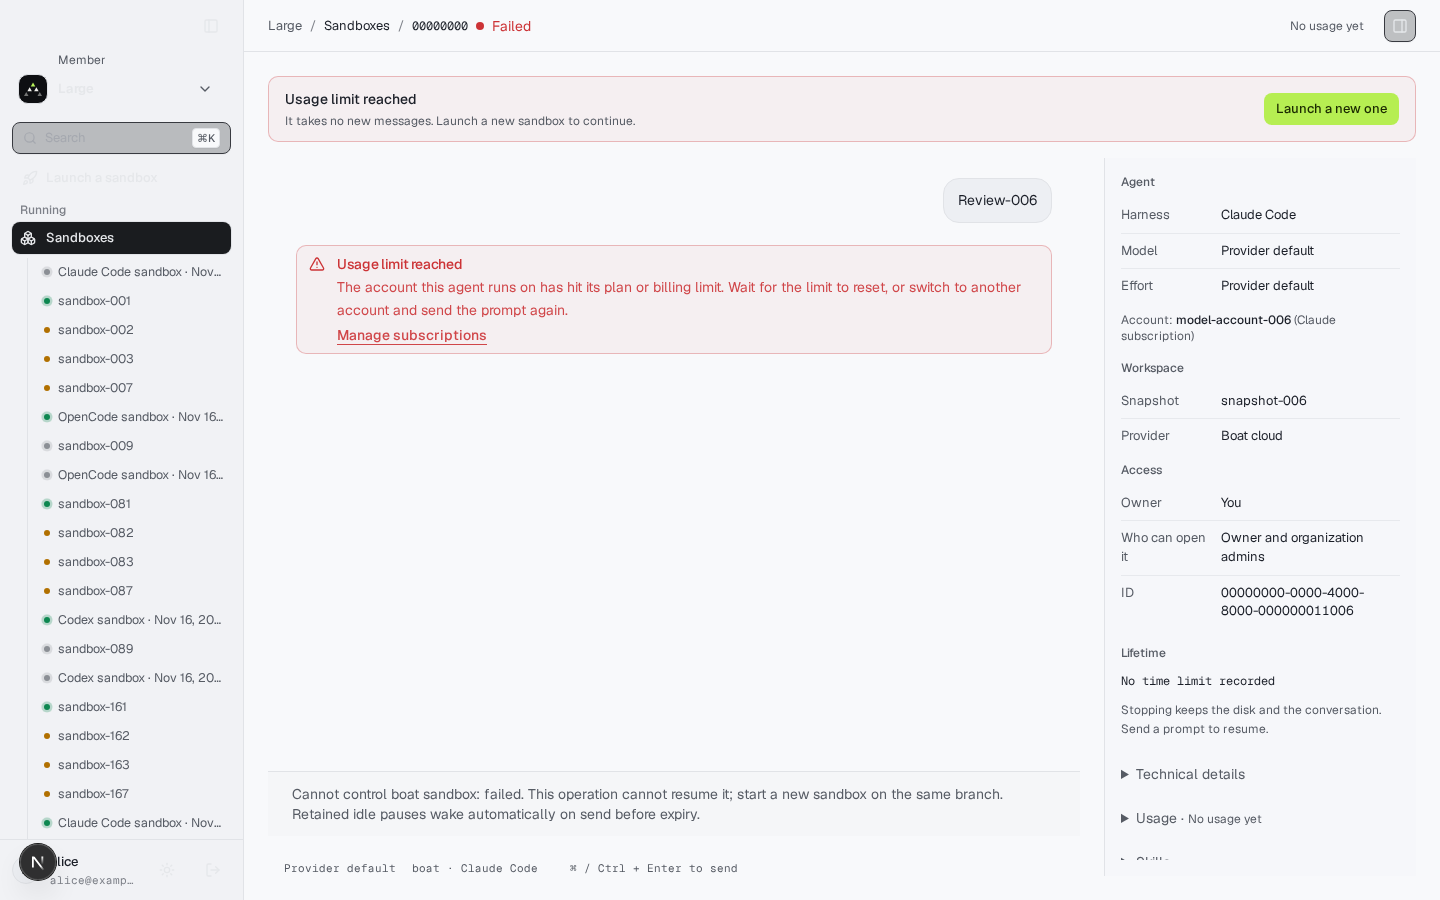 Member
Large
Search
⌘K
Launch a sandbox
Running
Sandboxes
Claude Code sandbox · Nov...
sandbox-001
sandbox-002
sandbox-003
sandbox-007
OpenCode sandbox · Nov 16...
sandbox-009
OpenCode sandbox · Nov 16...
sandbox-081
sandbox-082
sandbox-083
sandbox-087
Codex sandbox · Nov 16, 20...
sandbox-089
Codex sandbox · Nov 16, 20...
sandbox-161
sandbox-162
sandbox-163
sandbox-167
Claude Code sandbox · Nov...
N
lice
alice@examp…
Large / Sandboxes / 00000000 Failed
No usage yet
Usage limit reached
It takes no new messages. Launch a new sandbox to continue.
Launch a new one
Review-006
Usage limit reached
The account this agent runs on has hit its plan or billing limit. Wait for the limit to reset, or switch to another
account and send the prompt again.
Manage subscriptions
Cannot control boat sandbox: failed. This operation cannot resume it; start a new sandbox on the same branch.
Retained idle pauses wake automatically on send before expiry.
Provider default boat · Claude Code ⌘ / Ctrl + Enter to send
Agent
Harness Claude Code
Model Provider default
Effort Provider default
Account: model-account-006 (Claude
subscription)
Workspace
Snapshot snapshot-006
Provider Boat cloud
Access
Owner You
Who can open Owner and organization
it admins
ID 00000000-0000-4000-
8000-000000011006
Lifetime
No time limit recorded
Stopping keeps the disk and the conversation.
Send a prompt to resume.
Technical details
Usage · No usage yet